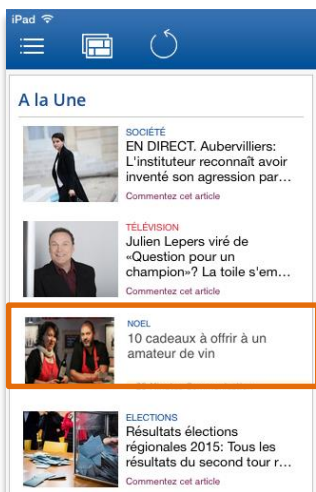 iPad
A la Une
SOCIÉTÉ
EN DIRECT. Aubervilliers:
L'instituteur reconnaît avoir
inventé son agression par…
Commentez cet article
TÉLÉVISION
Julien Lepers viré de
«Question pour un
champion»? La toile s'em…
Commentez cet article
NOEL
10 cadeaux à offrir à un
amateur de vin
ELECTIONS
Résultats élections
régionales 2015: Tous les
résultats du second tour r…
Commentez cet article